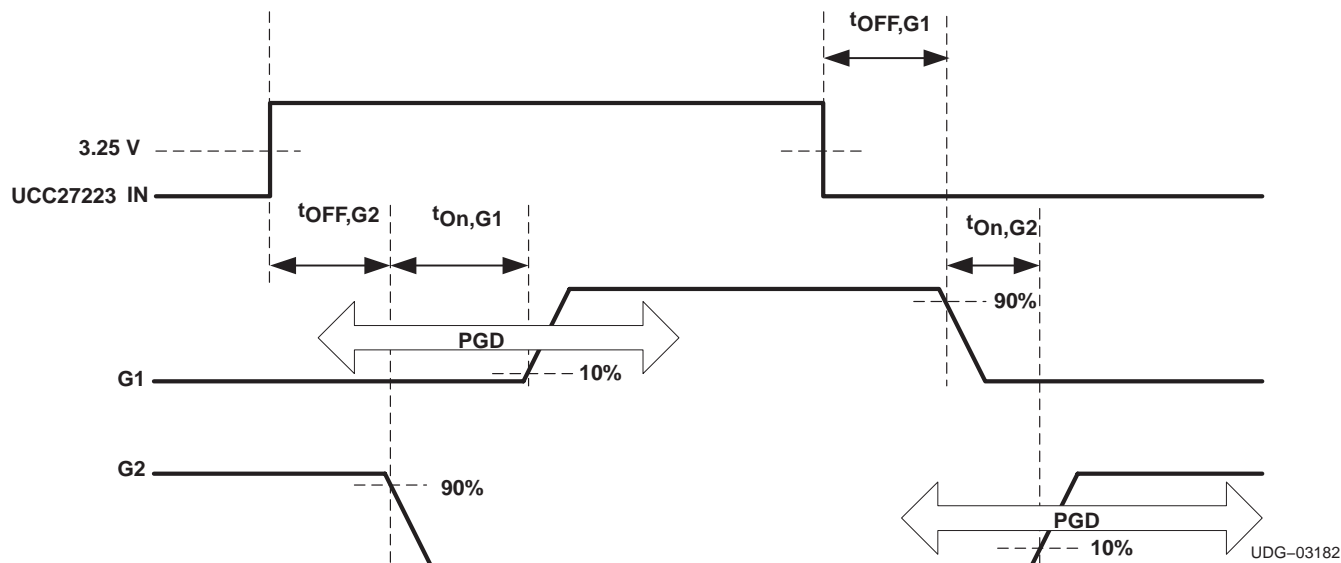 tOFF,G1
3.25 V
UCC27223 IN
tOFF,G2
tOn,G1
tOn,G2
90%
PGD
10%
G1
G2
90%
PGD
10%
UDG–03182